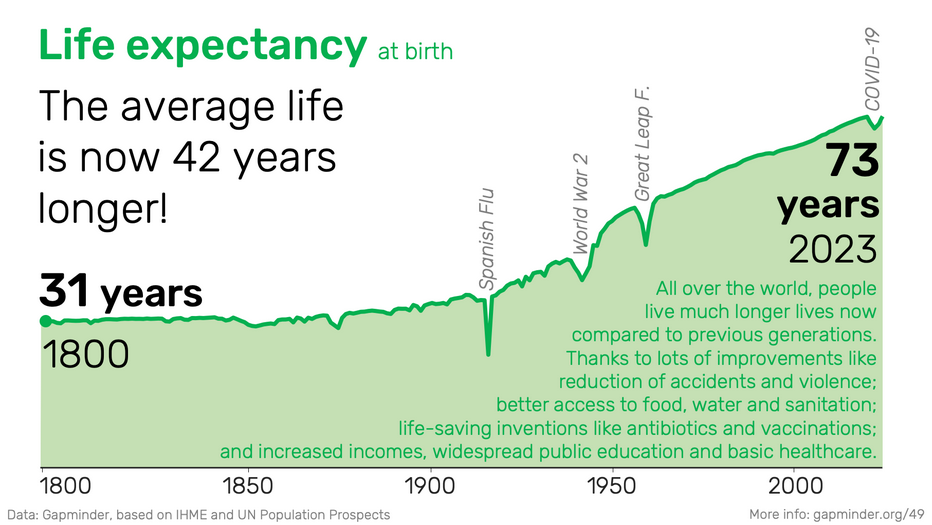 Life expectancy at birth
The average life
is now 42 years
longer!
31 years
1800
Spanish Flu
World War 2
Great Leap F.
COVID-19
73
years
2023
All over the world, people
live much longer lives now
compared to previous generations.
Thanks to lots of improvements like
reduction of accidents and violence;
better access to food, water and sanitation;
life-saving inventions like antibiotics and vaccinations;
and increased incomes, widespread public education and basic healthcare.
1800 1850 1900 1950 2000
Data: Gapminder, based on IHME and UN Population Prospects
More info: gapminder.org/49